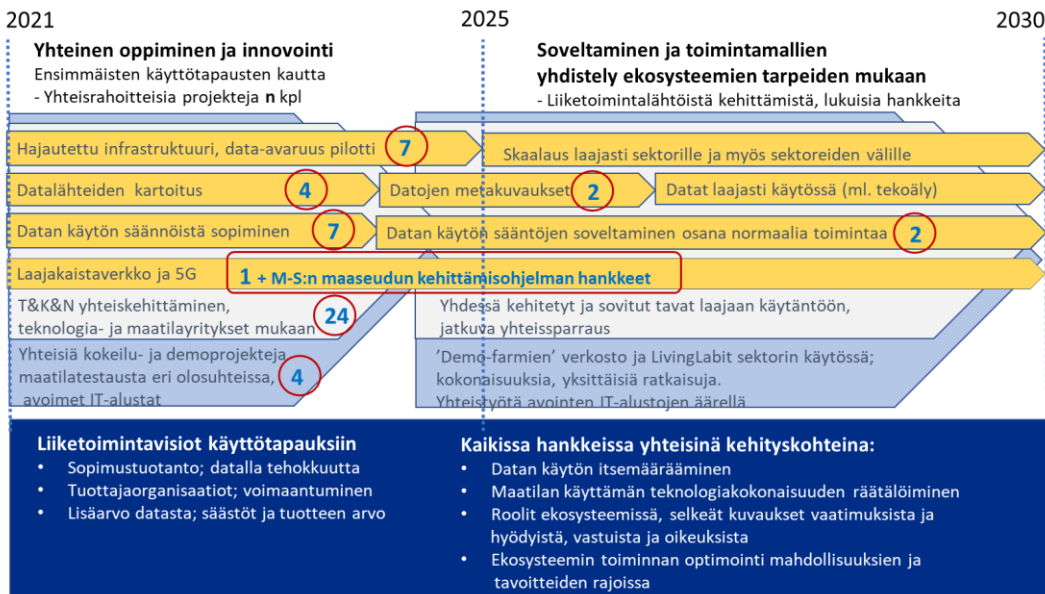 2021
2025
2030
Yhteinen oppiminen ja innovointi
Ensimmäisten käyttötapausten kautta
- Yhteisrahoitteisia projekteja n kpl
Soveltaminen ja toimintamallien
yhdistely ekosysteemien tarpeiden mukaan
- Liiketoimintalähtöistä kehittämistä, lukuisia hankkeita
Hajautettu infrastruktuuri, data-avaruus pilotti 7
Skaalaus laajasti sektorille ja myös sektoreiden välille
Datalähteiden kartoitus 4
Datojen metakuvaukset 2
Datat laajasti käytössä (ml. tekoäly)
Datan käytön säännöistä sopiminen 7
Datan käytön sääntöjen soveltaminen osana normaalia toimintaa 2
Laajakaistaverkko ja 5G
1 + M-S:n maaseudun kehittämisohjelman hankkeet
T&K&N yhteiskehittäminen,
teknologia- ja maatilayritykset mukaan 24
Yhdessä kehitetyt ja sovitut tavat laajaan käytäntöön,
jatkuva yhteissparraus
Yhteisiä kokeilu- ja demoprojekteja,
maatilatestausta eri olosuhteissa, 4
avoimet IT-alustat
'Demo-farmien' verkosto ja LivingLabit sektorin käytössä;
kokonaisuuksia, yksittäisiä ratkaisuja.
Yhteistyötä avointen IT-alustojen äärellä
Liiketoimintavisiot käyttötapauksiin
• Sopimustuotanto; datalla tehokkuutta
• Tuottajaorganisaatiot; voimaantuminen
• Lisäarvo datasta; säästöt ja tuotteen arvo
Kaikissa hankkeissa yhteisinä kehityskohteina:
• Datan käytön itsemäärääminen
• Maatilan käyttämän teknologiakokonaisuuden räätälöiminen
• Roolit ekosysteemissä, selkeät kuvaukset vaatimuksista ja
hyödyistä, vastuista ja oikeuksista
• Ekosysteemin toiminnan optimointi mahdollisuuksien ja
tavoitteiden rajoissa